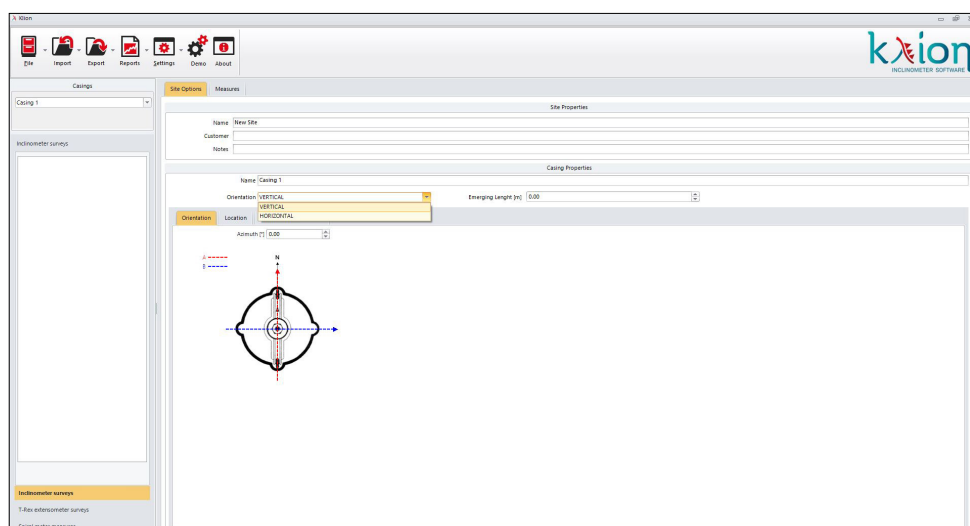 Klion
File Import Export Reports Settings Demo About
kλion
INCLINOMETER SOFTWARE
Casings
Casing 1
Site Options Measures
Site Properties
Name New Site
Customer
Notes
Inclinometer surveys
Casing Properties
Name Casing 1
Orientation VERTICAL Emerging Lenght [m] 0.00
VERTICAL
HORIZONTAL
Orientation Location
Azimuth [°] 0.00
A
B
N
Inclinometer surveys
T-Rex extensometer surveys